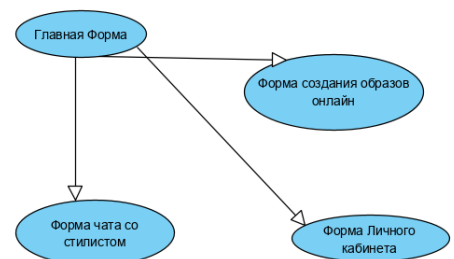 Главная Форма
Форма создания образов
онлайн
Форма чата со
стилистом
Форма Личного
кабинета